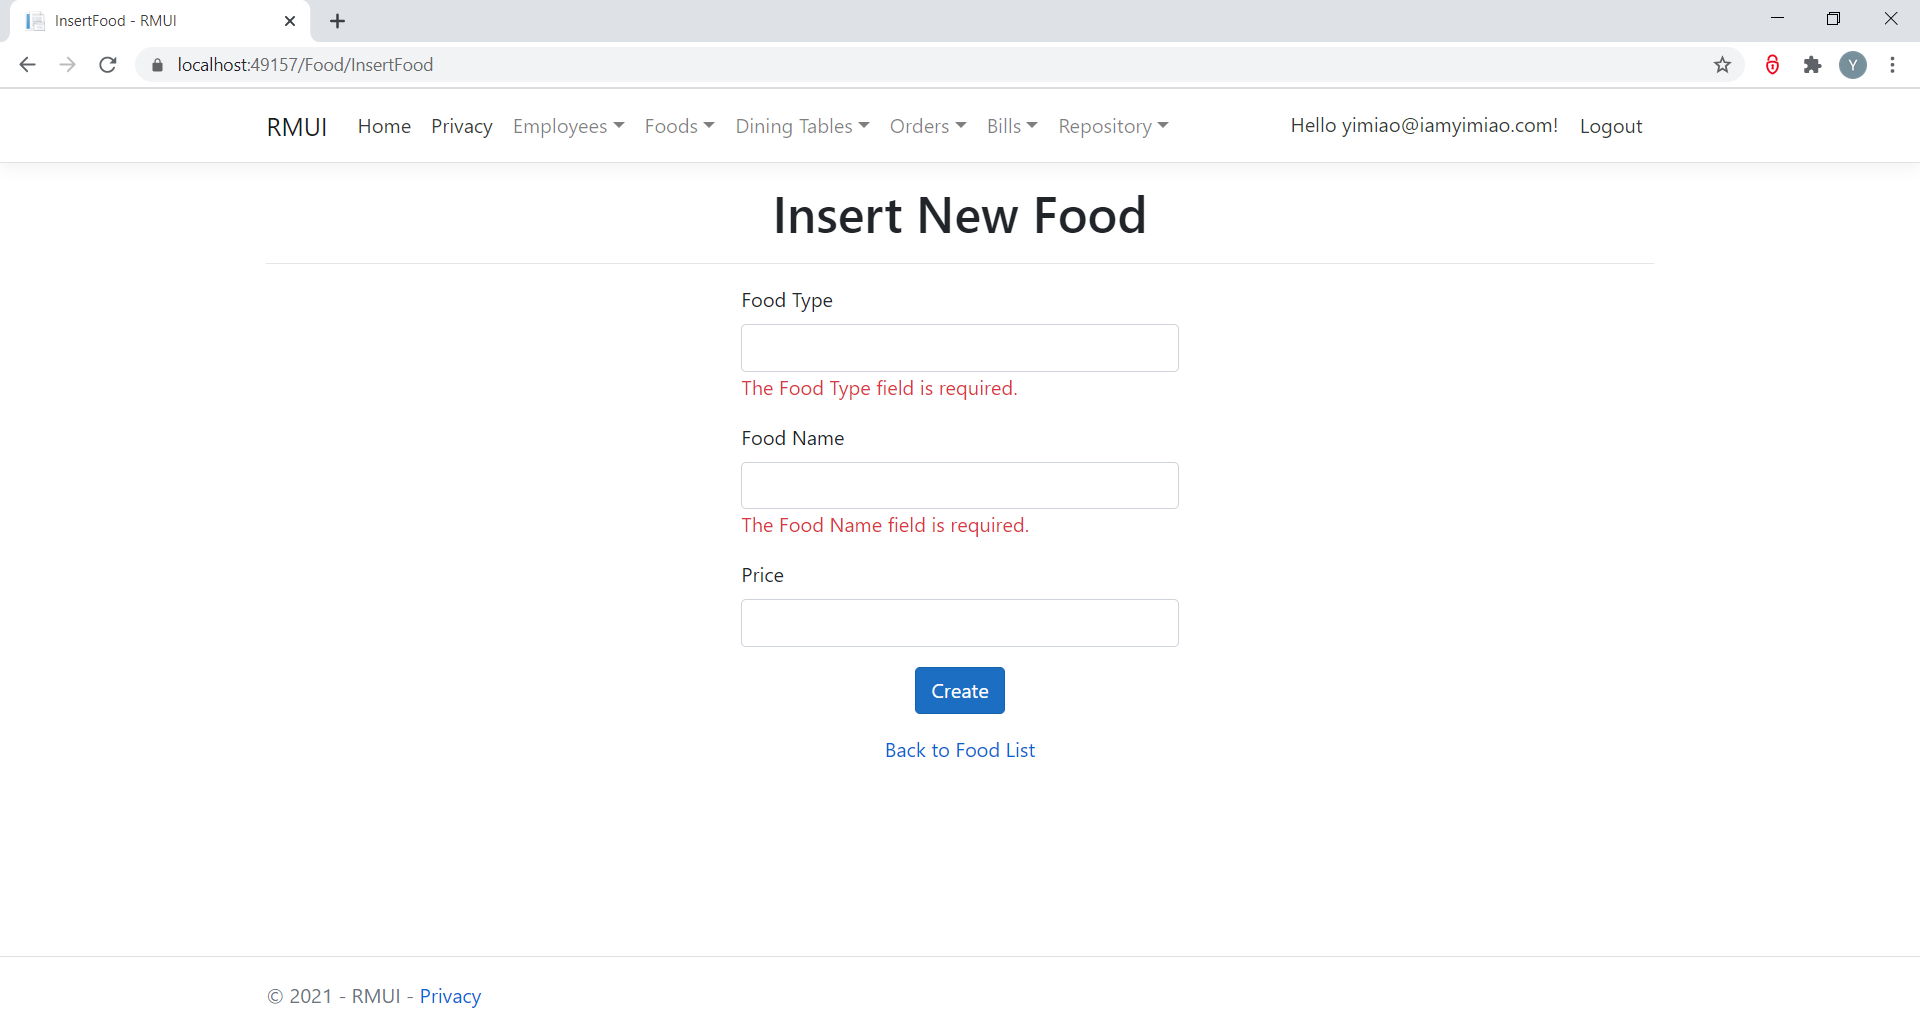 InsertFood - RMUI
localhost:49157/Food/InsertFood
Y
RMUI Home Privacy Employees Foods Dining Tables Orders Bills Repository Hello yimiao@iamyimiao.com! Logout
Insert New Food
Food Type
The Food Type field is required.
Food Name
The Food Name field is required.
Price
Create
Back to Food List
© 2021 - RMUI - Privacy